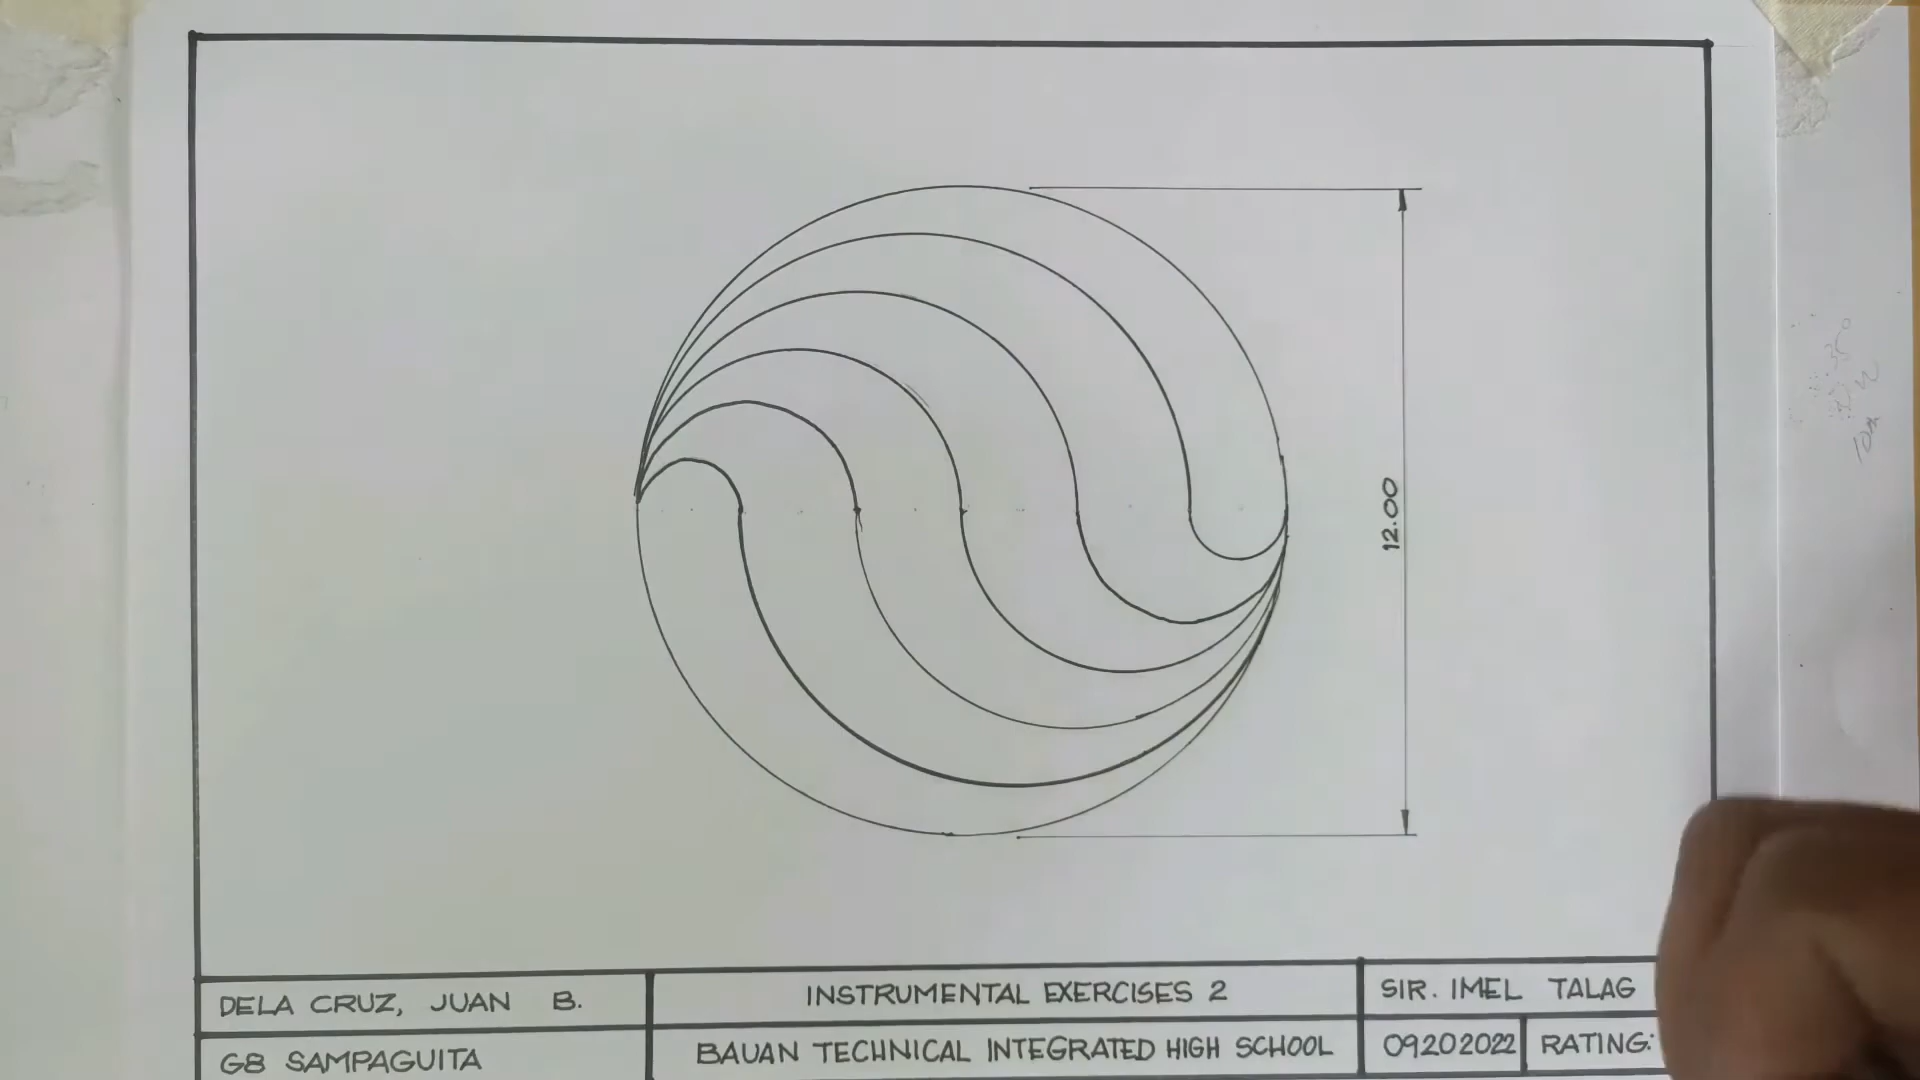 12.00
DELA CRUZ, JUAN B.
INSTRUMENTAL EXERCISES 2
SIR. IMEL TALAG
G8 SAMPAGUITA
BAUAN TECHNICAL INTEGRATED HIGH SCHOOL
09202022
RATING: